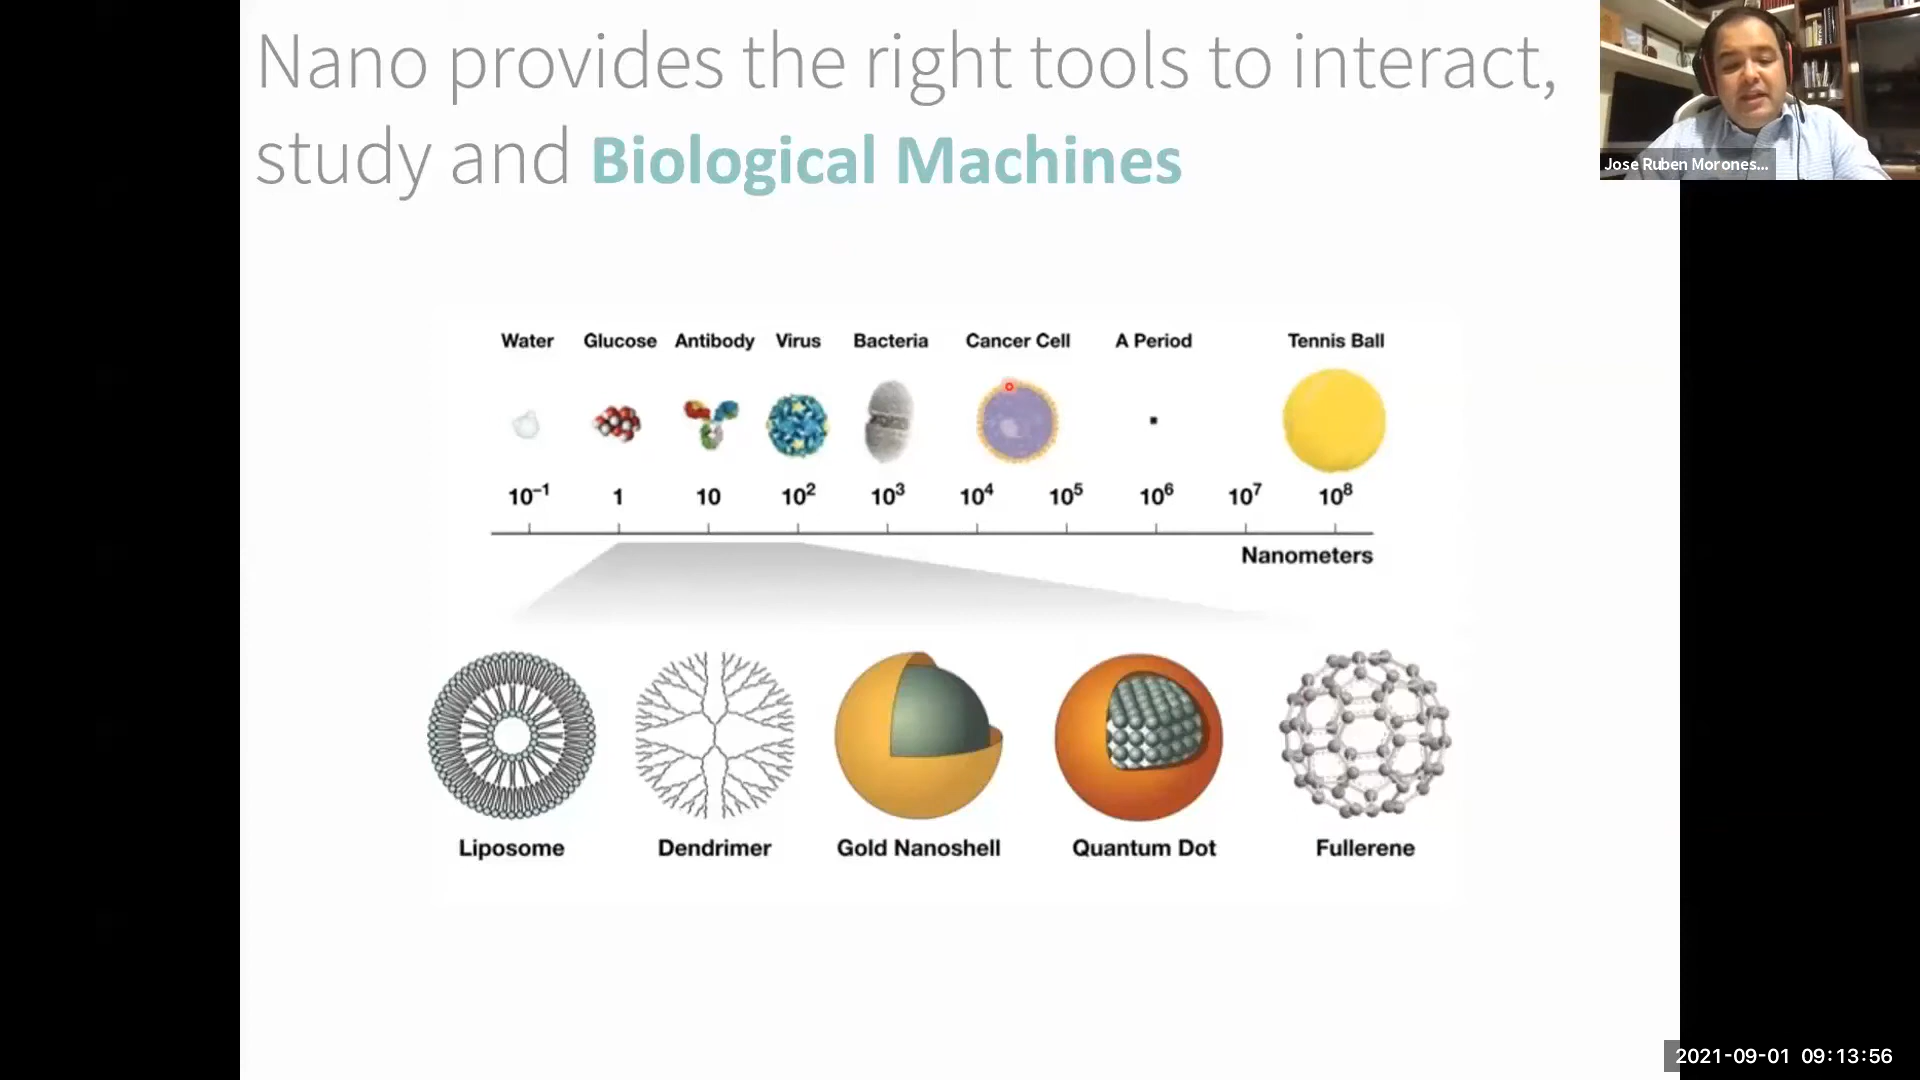 Nano provides the right tools to interact,
study and Biological Machines
Jose Ruben Morones...
Water Glucose Antibody Virus Bacteria Cancer Cell A Period Tennis Ball
10⁻¹ 1 10 10² 10³ 10⁴ 10⁵ 10⁶ 10⁷ 10⁸
Nanometers
Liposome Dendrimer Gold Nanoshell Quantum Dot Fullerene
2021-09-01 09:13:56